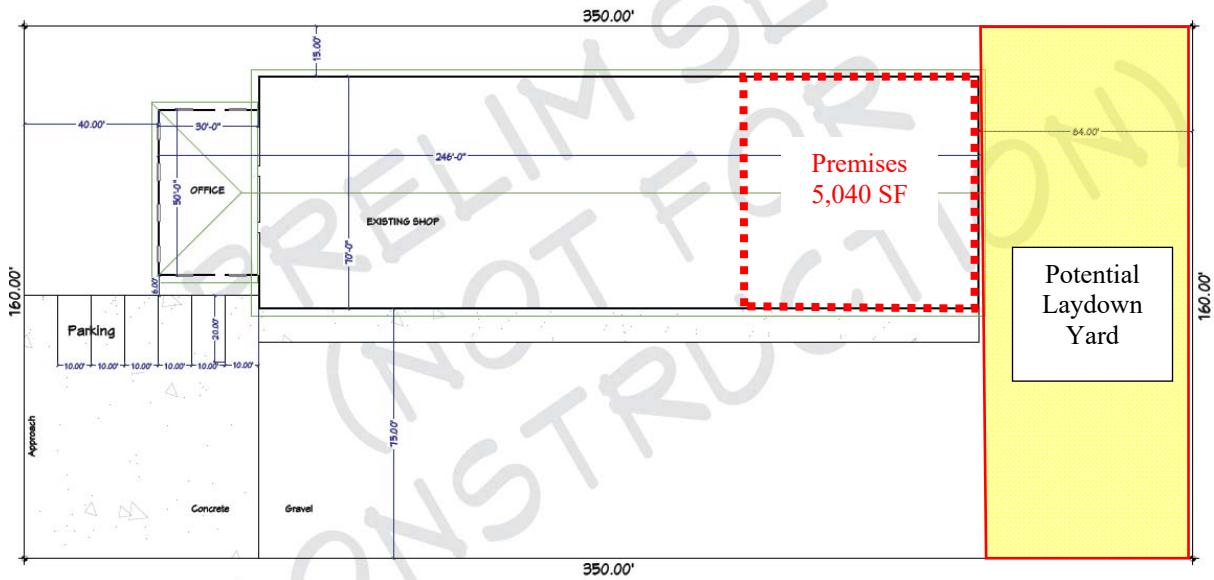 350.00'
15.00'
40.00'
30'-0"
64.00'
246'-0"
Premises
5,040 SF
OFFICE
50'-0"
EXISTING SHOP
70'-0"
160.00'
6.00'
Potential
Laydown
Yard
160.00'
Parking
20.00'
10.00' 10.00' 10.00' 10.00' 10.00' 10.00'
75.00'
Approach
Concrete
Gravel
350.00'
PRELIM SE
(NOT FOR
CONSTRUCTION)